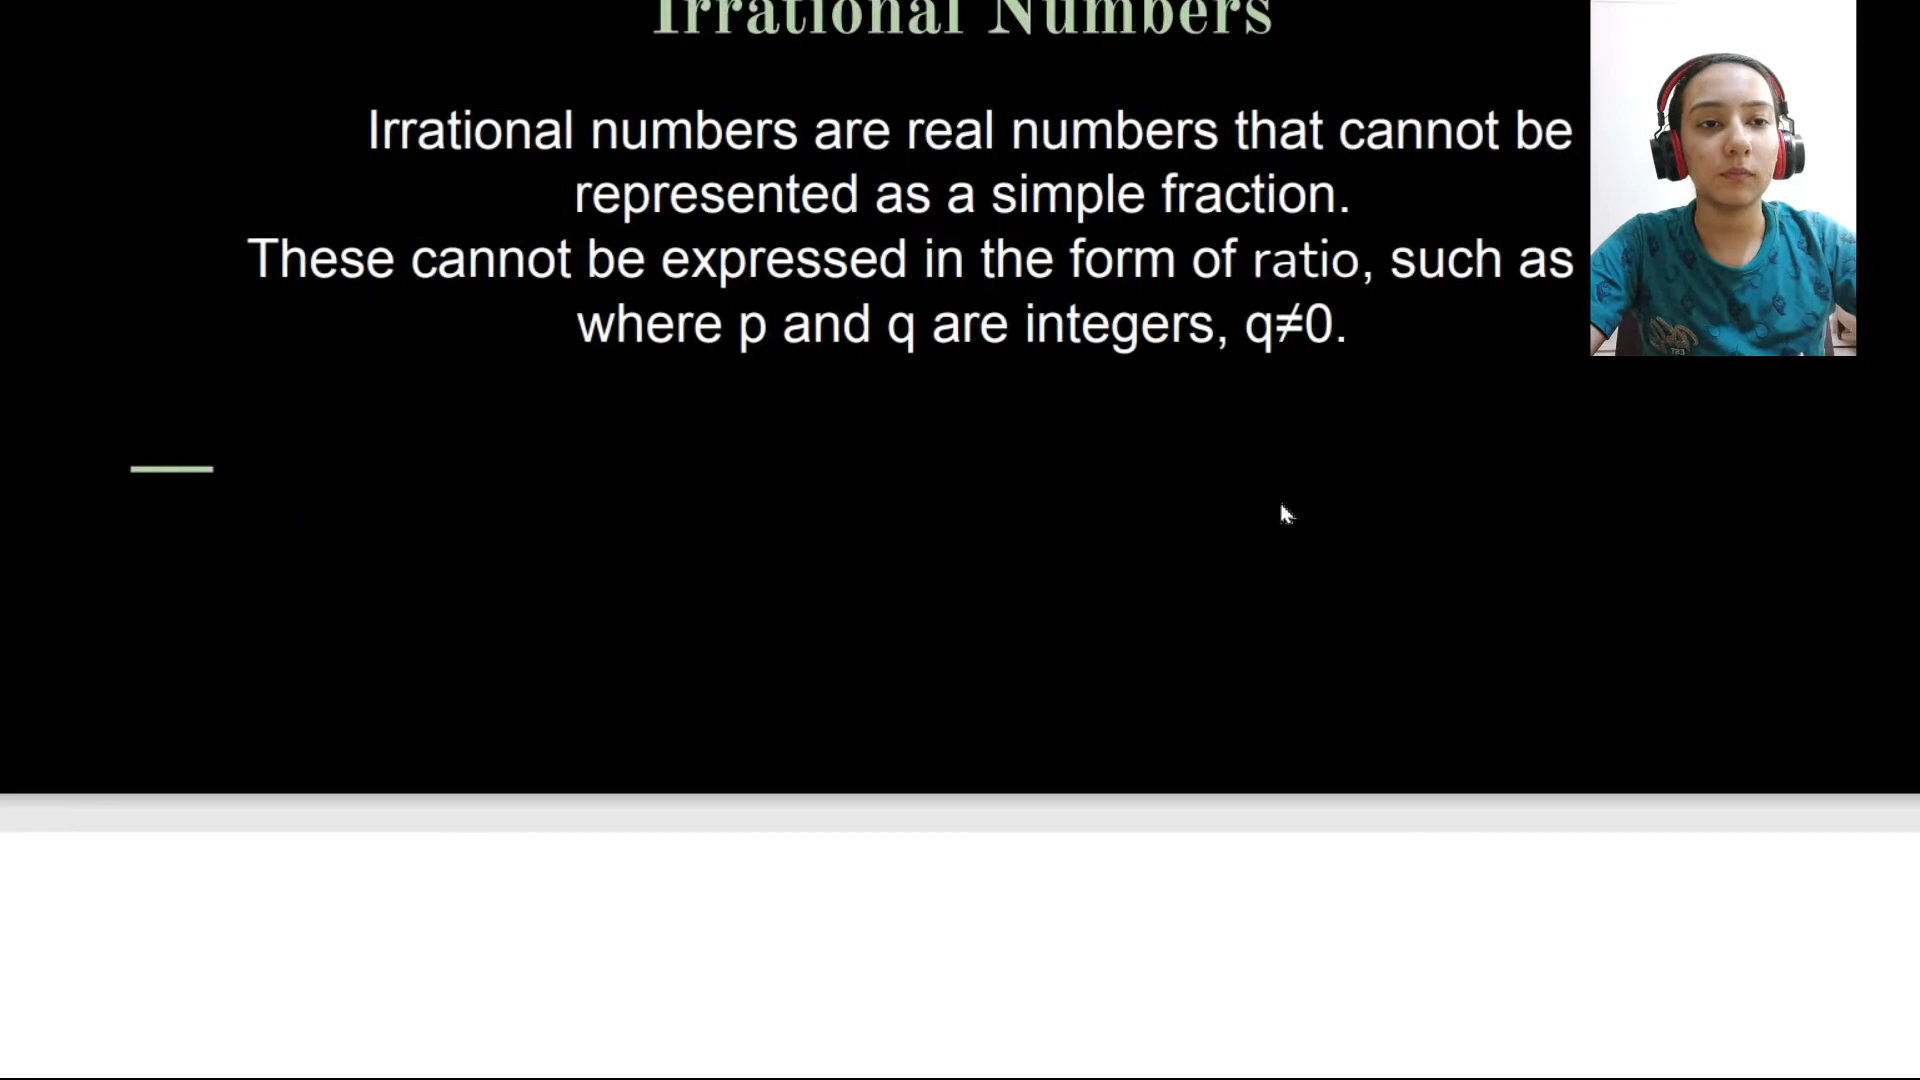 Irrational Numbers
Irrational numbers are real numbers that cannot be
represented as a simple fraction.
These cannot be expressed in the form of ratio, such as
where p and q are integers, q≠0.